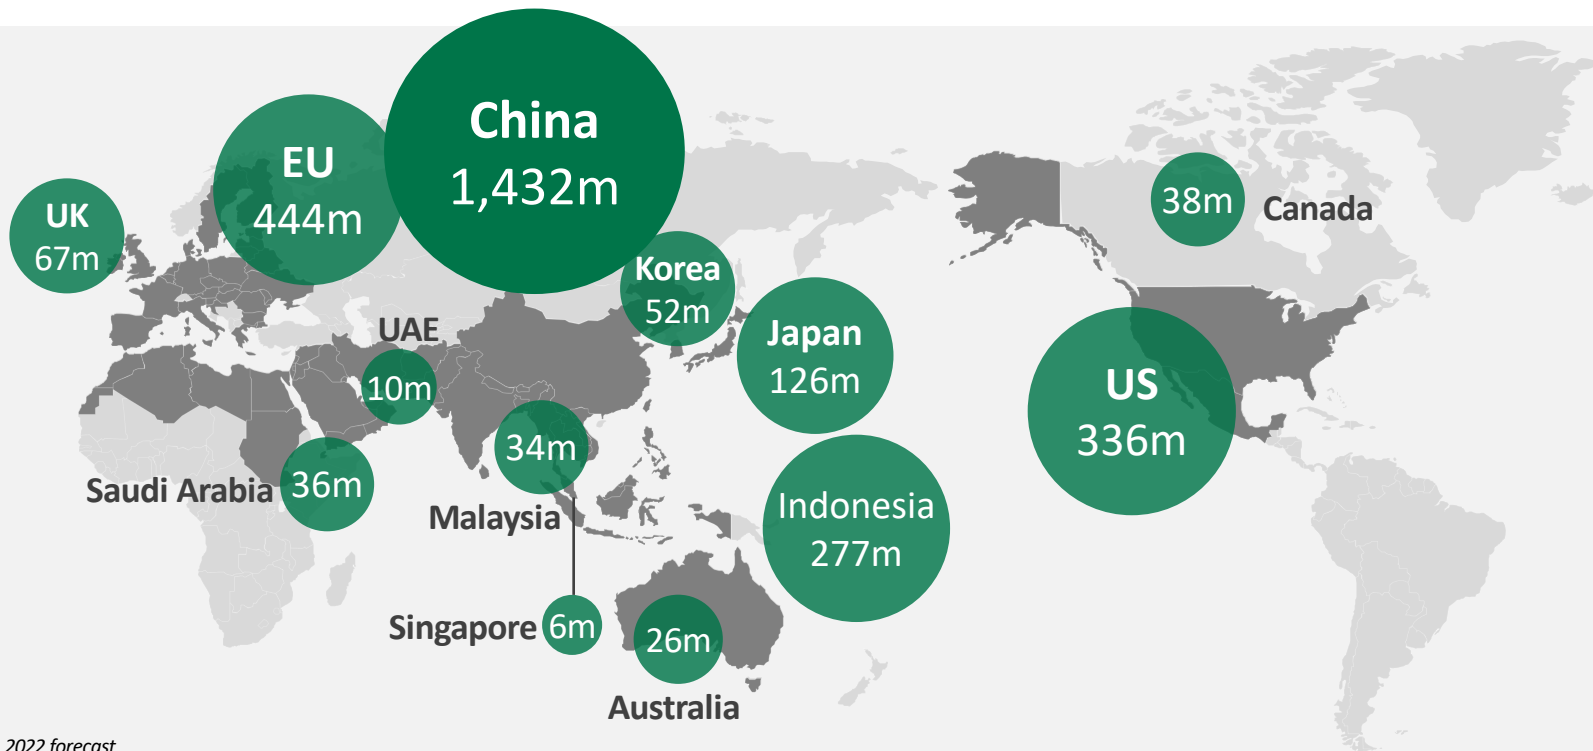 China
1,432m
EU
444m
UK
67m
38m
Canada
Korea
52m
UAE
10m
Japan
126m
US
336m
34m
Malaysia
Saudi Arabia
36m
Indonesia
277m
Singapore
6m
26m
Australia
2022 forecast